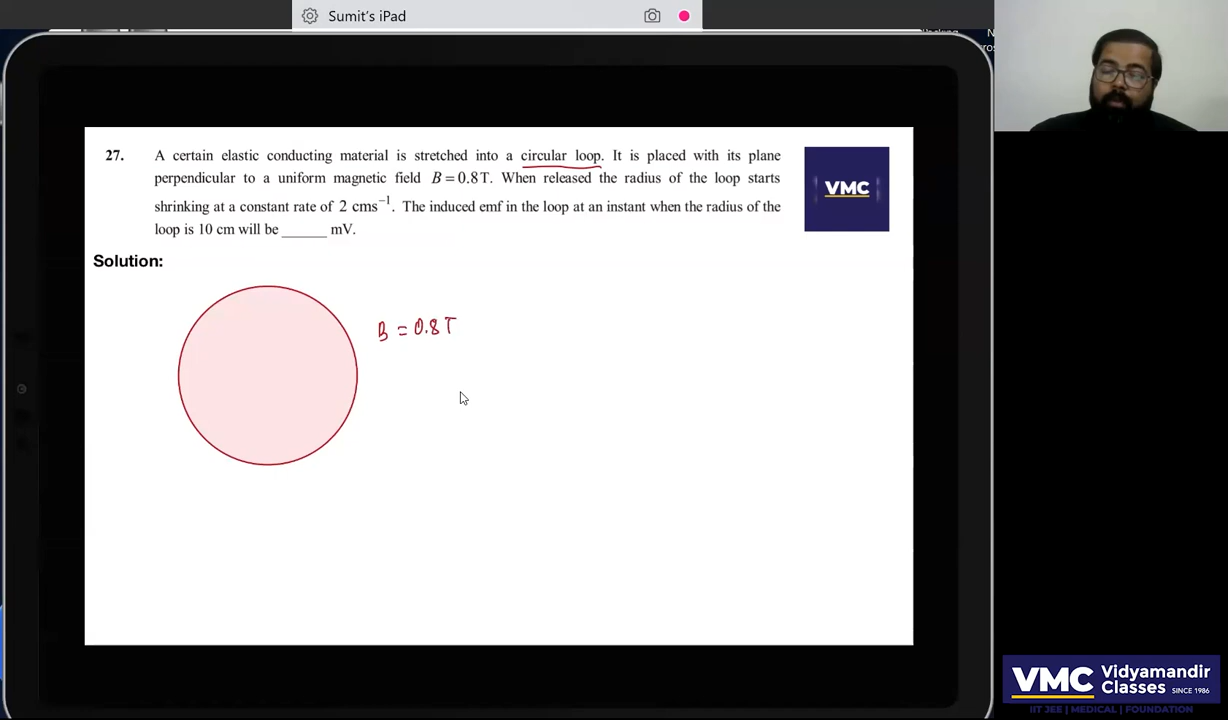 Sumit's iPad
27. A certain elastic conducting material is stretched into a circular loop. It is placed with its plane
perpendicular to a uniform magnetic field B = 0.8T. When released the radius of the loop starts
shrinking at a constant rate of 2 cms⁻¹. The induced emf in the loop at an instant when the radius of the
loop is 10 cm will be ______ mV.
VMC
Solution:
B = 0.8 T
VMC Vidyamandir
Classes SINCE 1986
IIT JEE | MEDICAL | FOUNDATION